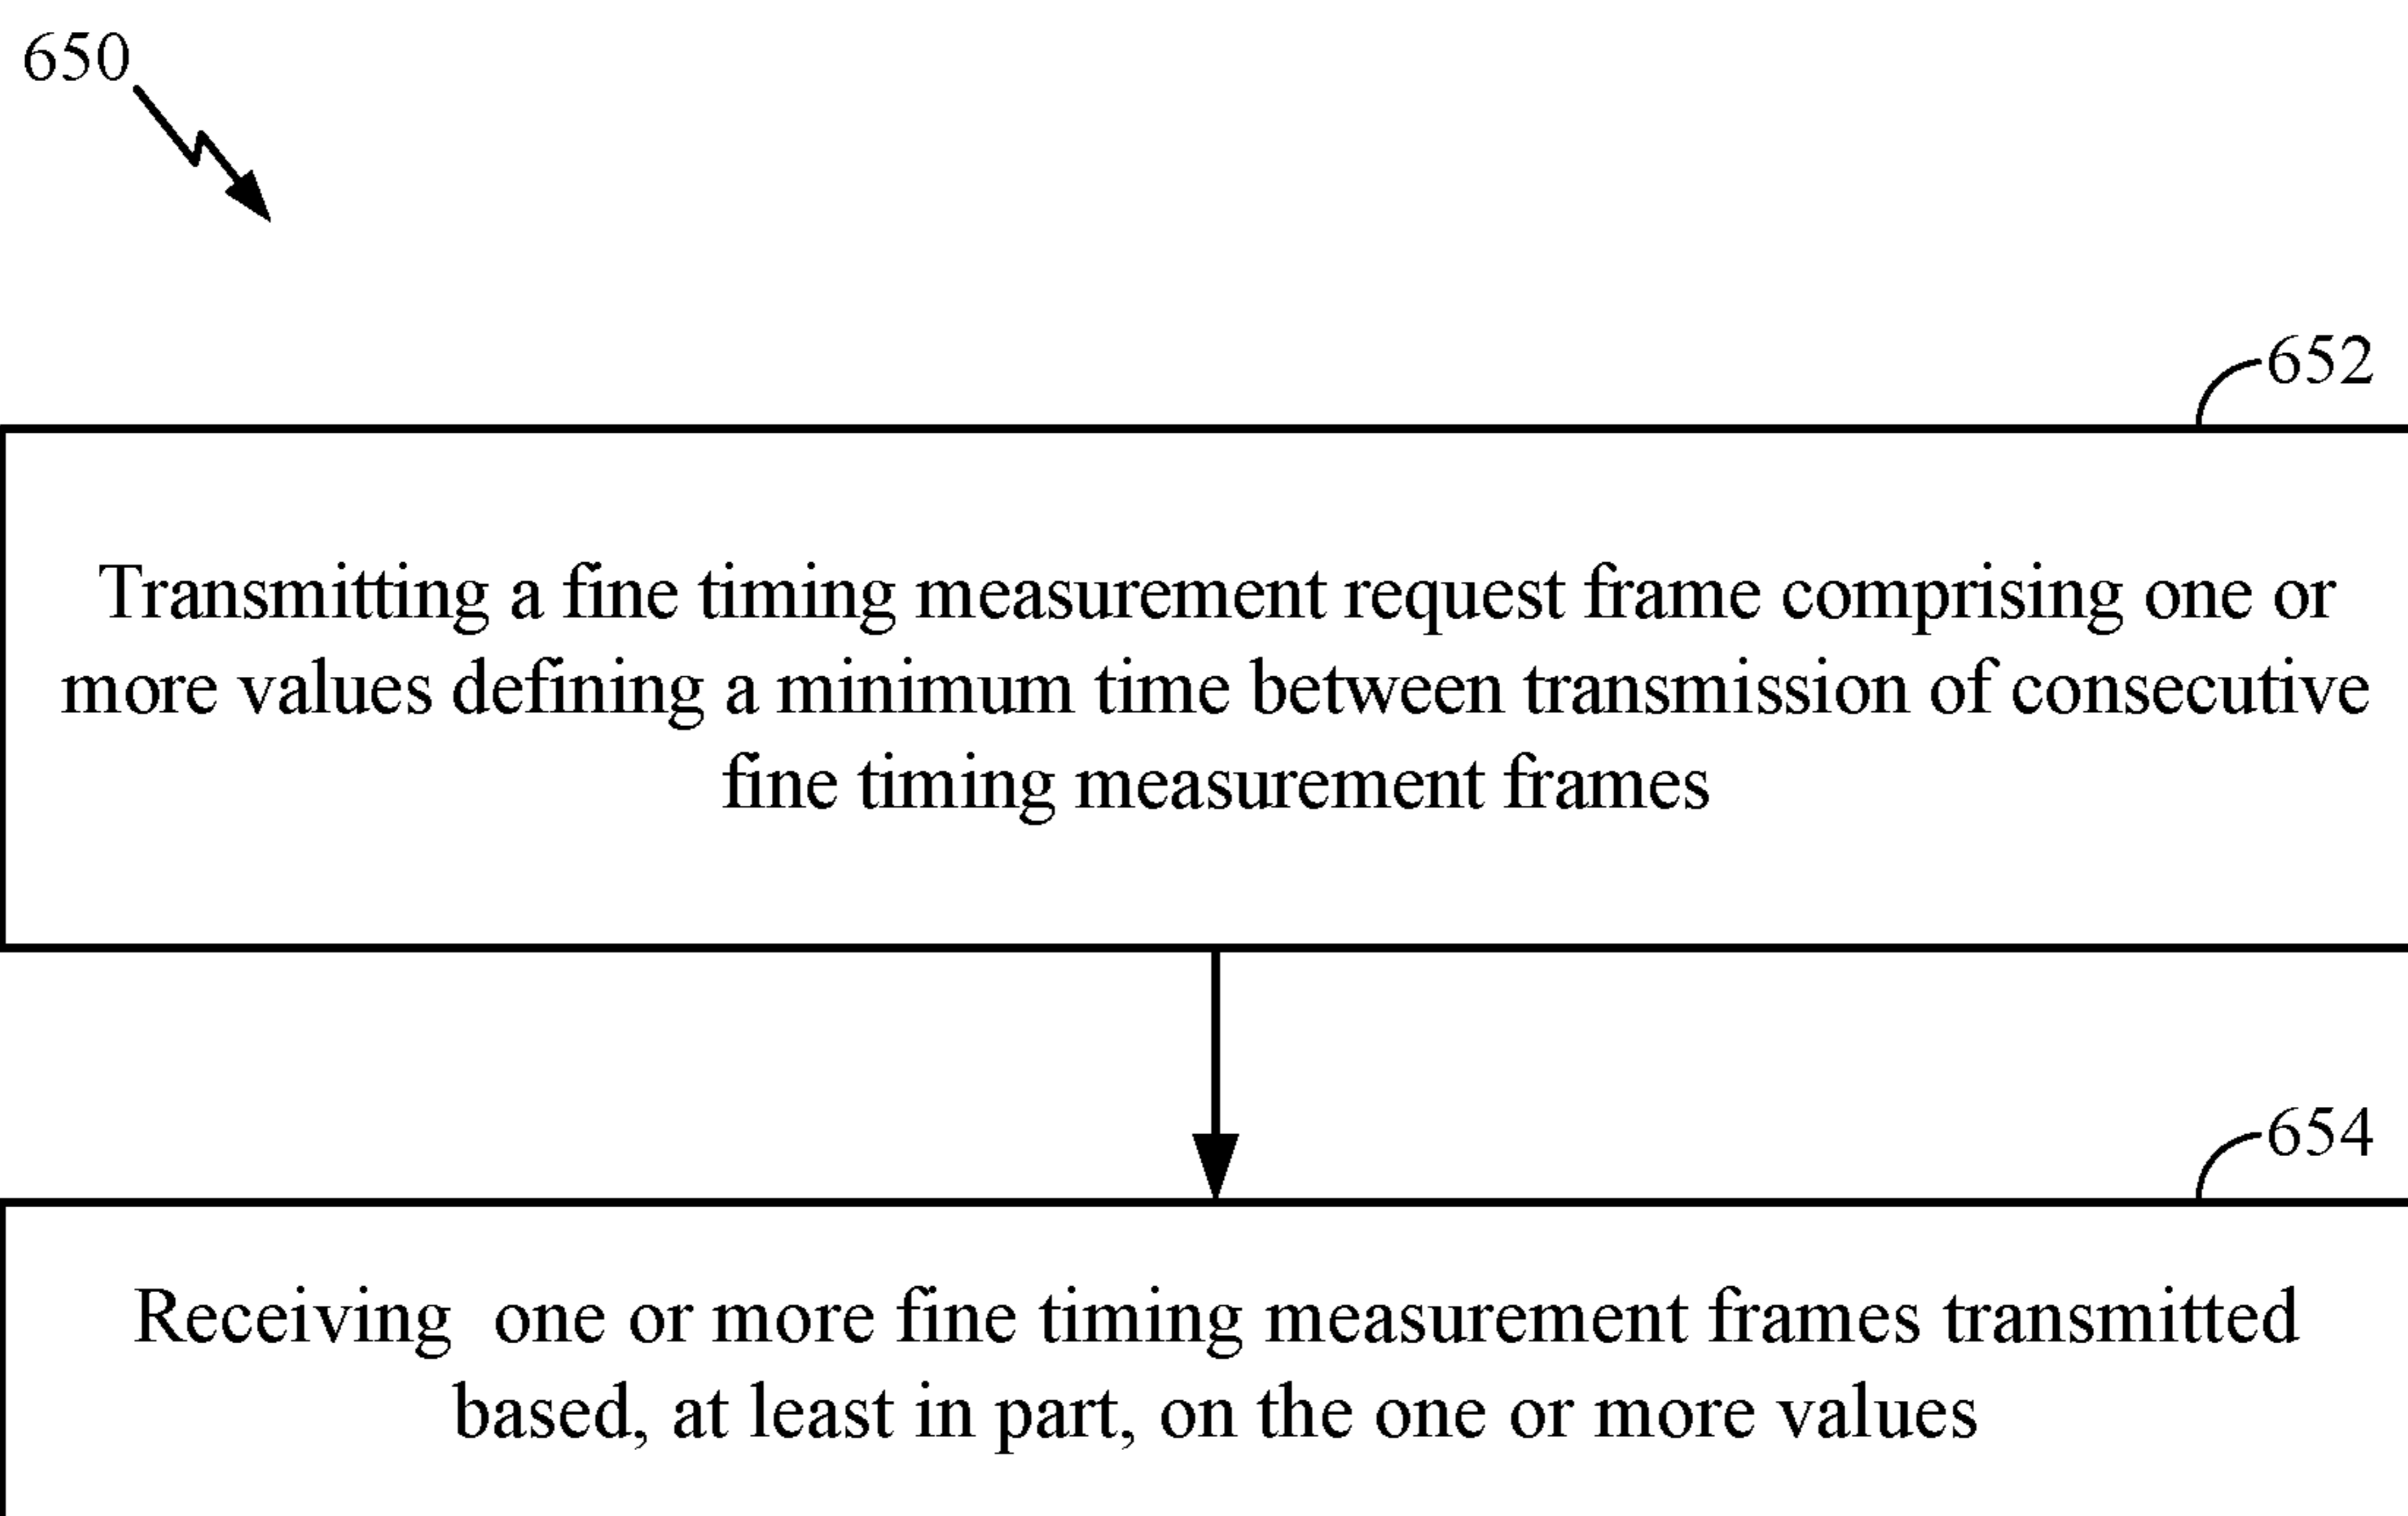 650
652
Transmitting a fine timing measurement request frame comprising one or
more values defining a minimum time between transmission of consecutive
fine timing measurement frames
654
Receiving one or more fine timing measurement frames transmitted
based, at least in part, on the one or more values